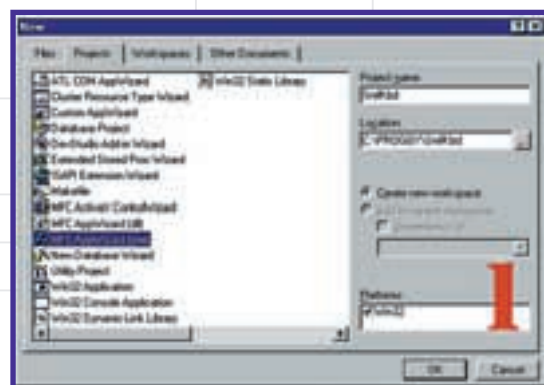 New
Files Projects Workspaces Other Documents
ATL COM AppWizard
Cluster Resource Type Wizard
Custom AppWizard
Database Project
DevStudio Add-in Wizard
Extended Stored Proc Wizard
ISAPI Extension Wizard
Makefile
MFC ActiveX ControlWizard
MFC AppWizard (dll)
MFC AppWizard (exe)
New Database Wizard
Utility Project
Win32 Application
Win32 Console Application
Win32 Dynamic-Link Library
Win32 Static Library
Project name:
Location:
Create new workspace
Platforms:
Win32
1
OK Cancel